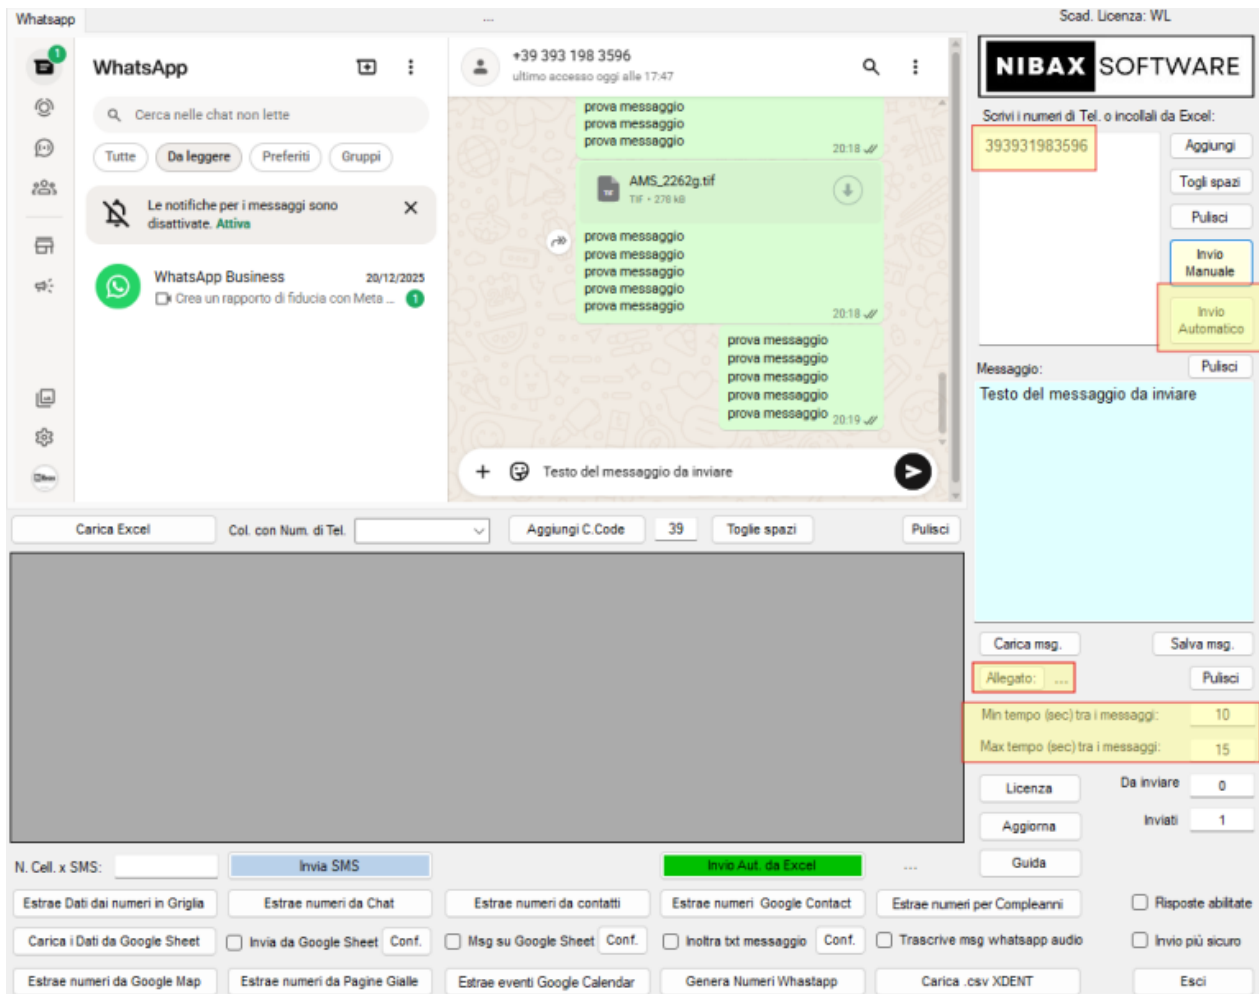 Whatsapp
...
Scad. Licenza: WL
1
WhatsApp
Cerca nelle chat non lette
Tutte
Da leggere
Preferiti
Gruppi
Le notifiche per i messaggi sono
disattivate. Attiva
WhatsApp Business
20/12/2025
Crea un rapporto di fiducia con Meta ...
1
+39 393 198 3596
ultimo accesso oggi alle 17:47
prova messaggio
prova messaggio
prova messaggio
20:18
AMS_2262g.tif
TIF • 278 kB
prova messaggio
prova messaggio
prova messaggio
prova messaggio
prova messaggio
20:18
prova messaggio
prova messaggio
prova messaggio
prova messaggio
prova messaggio
20:19
Testo del messaggio da inviare
NIBAX SOFTWARE
Scrivi i numeri di Tel. o incollali da Excel:
393931983596
Aggiungi
Togli spazi
Pulisci
Invio
Manuale
Invio
Automatico
Messaggio:
Pulisci
Testo del messaggio da inviare
Carica msg.
Salva msg.
Allegato:
...
Pulisci
Min tempo (sec) tra i messaggi:
10
Max tempo (sec) tra i messaggi:
15
Licenza
Da inviare
0
Aggiorna
Inviati
1
Guida
Carica Excel
Col. con Num. di Tel.
Aggiungi C.Code
39
Toglie spazi
Pulisci
N. Cell. x SMS:
Invia SMS
Invio Aut. da Excel
...
Estrae Dati dai numeri in Griglia
Estrae numeri da Chat
Estrae numeri da contatti
Estrae numeri Google Contact
Estrae numeri per Compleanni
Risposte abilitate
Carica i Dati da Google Sheet
Invia da Google Sheet
Conf.
Msg su Google Sheet
Conf.
Inoltra txt messaggio
Conf.
Trascrive msg whatsapp audio
Invio più sicuro
Estrae numeri da Google Map
Estrae numeri da Pagine Gialle
Estrae eventi Google Calendar
Genera Numeri Whastapp
Carica .csv XDENT
Esci